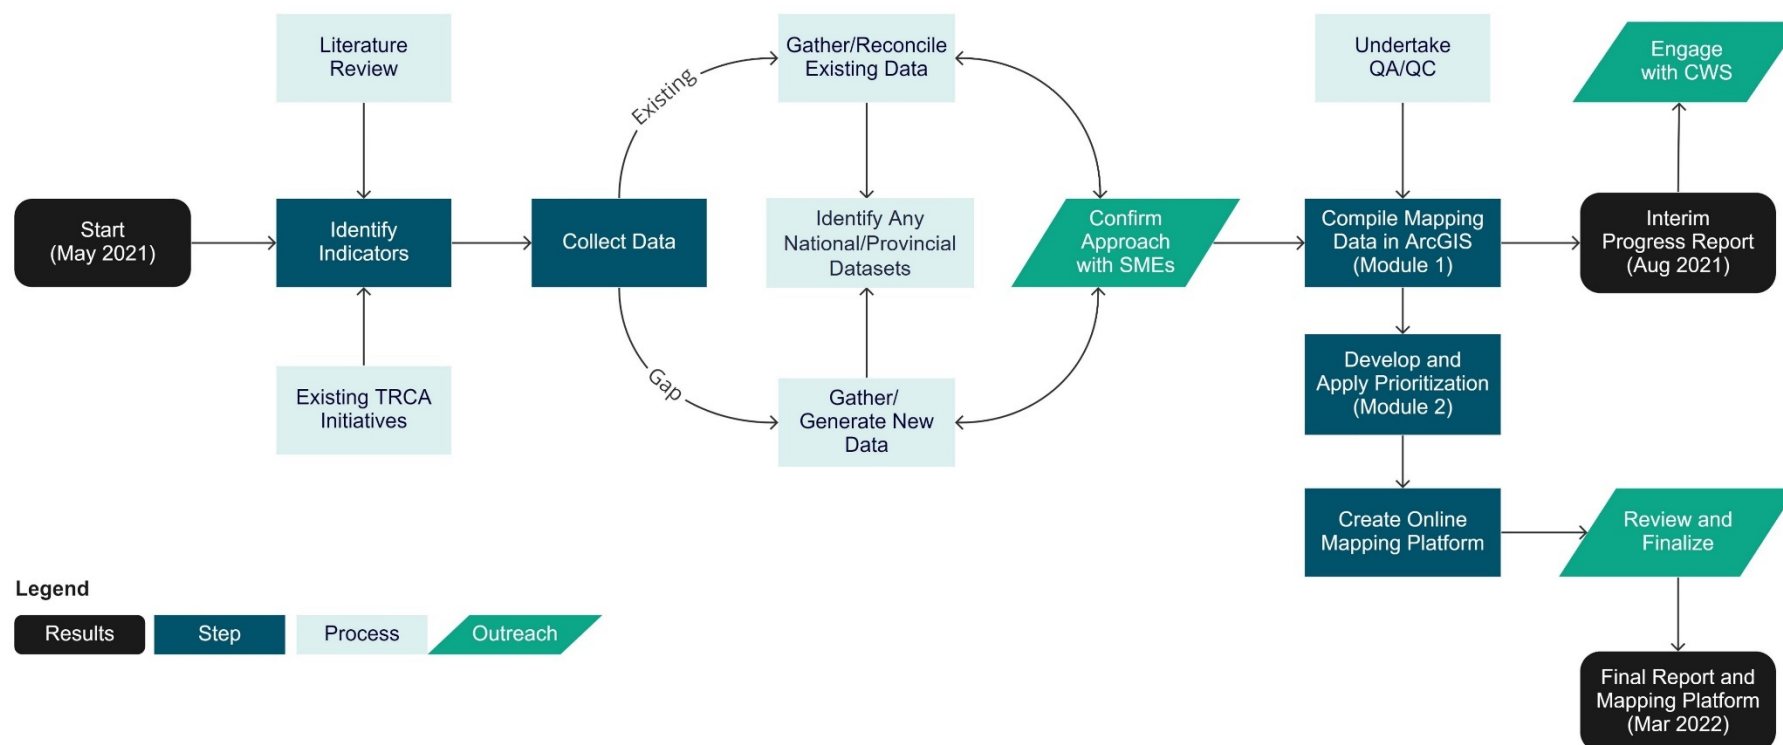 Literature
Review
Gather/Reconcile
Existing Data
Undertake
QA/QC
Engage
with CWS
Existing
Start
(May 2021)
Identify
Indicators
Collect Data
Identify Any
National/Provincial
Datasets
Confirm
Approach
with SMEs
Compile Mapping
Data in ArcGIS
(Module 1)
Interim
Progress Report
(Aug 2021)
Existing TRCA
Initiatives
Gap
Gather/
Generate New
Data
Develop and
Apply Prioritization
(Module 2)
Create Online
Mapping Platform
Review and
Finalize
Final Report and
Mapping Platform
(Mar 2022)
Legend
Results
Step
Process
Outreach